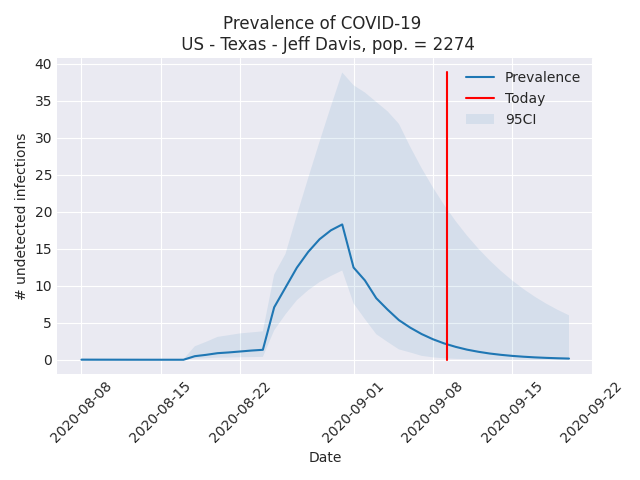 Prevalence of COVID-19
US - Texas - Jeff Davis, pop. = 2274
# undetected infections
40
35
30
25
20
15
10
5
0
Prevalence
Today
95CI
2020-08-08
2020-08-15
2020-08-22
2020-09-01
2020-09-08
2020-09-15
2020-09-22
Date